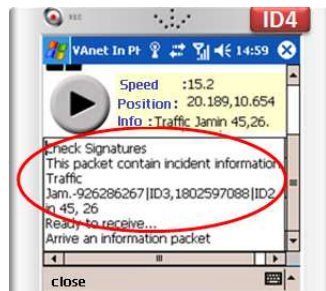 REC
ID4
VAnet In Ph 14:59
Speed :15.2
Position: 20.189,10.654
Info :Traffic Jamin 45,26.
Check Signatures
This packet contain incident information
Traffic
Jam.-926286267|ID3,1802597088|ID2
in 45, 26
Ready to receive...
Arrive an information packet
close